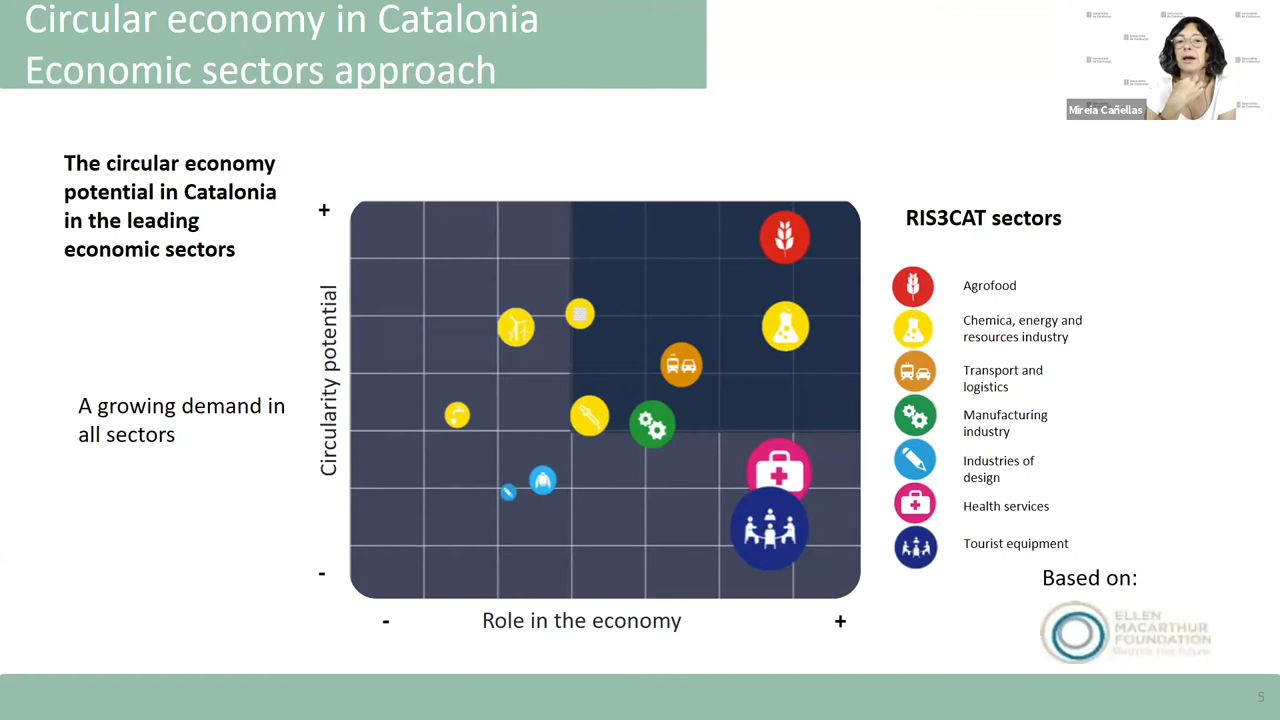 Circular economy in Catalonia
Economic sectors approach
Mireia Cañellas
The circular economy
potential in Catalonia
in the leading
economic sectors
A growing demand in
all sectors
+
Circularity potential
-
-
Role in the economy
+
RIS3CAT sectors
Agrofood
Chemica, energy and
resources industry
Transport and
logistics
Manufacturing
industry
Industries of
design
Health services
Tourist equipment
Based on:
ELLEN
MACARTHUR
FOUNDATION
Rethink the future
5